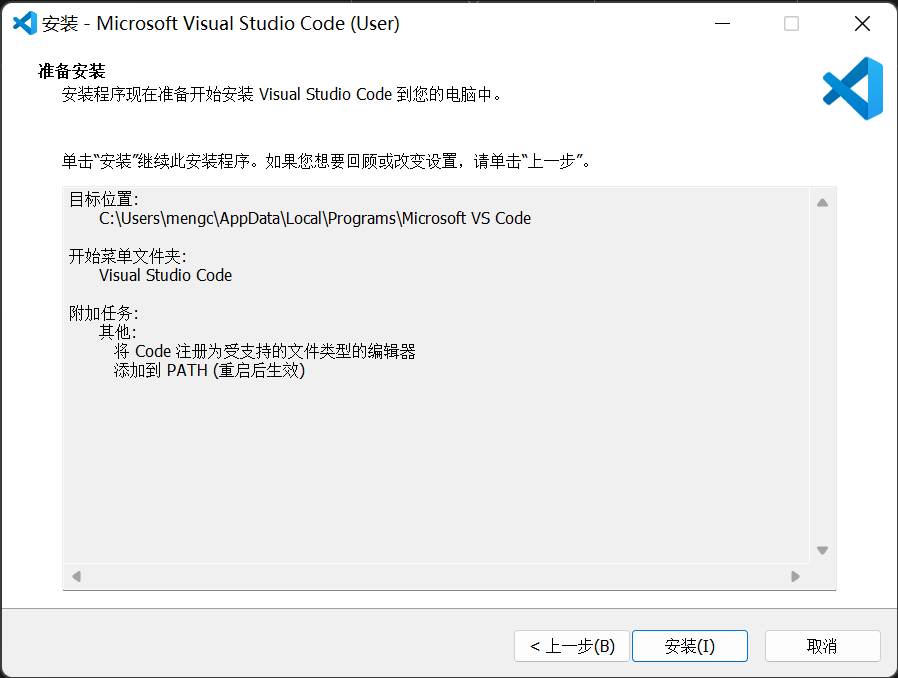 安装 - Microsoft Visual Studio Code (User)
准备安装
安装程序现在准备开始安装 Visual Studio Code 到您的电脑中。
单击“安装”继续此安装程序。如果您想要回顾或改变设置，请单击“上一步”。
目标位置:
C:\Users\mengc\AppData\Local\Programs\Microsoft VS Code
开始菜单文件夹:
Visual Studio Code
附加任务:
其他:
将 Code 注册为受支持的文件类型的编辑器
添加到 PATH (重启后生效)
< 上一步(B)
安装(I)
取消